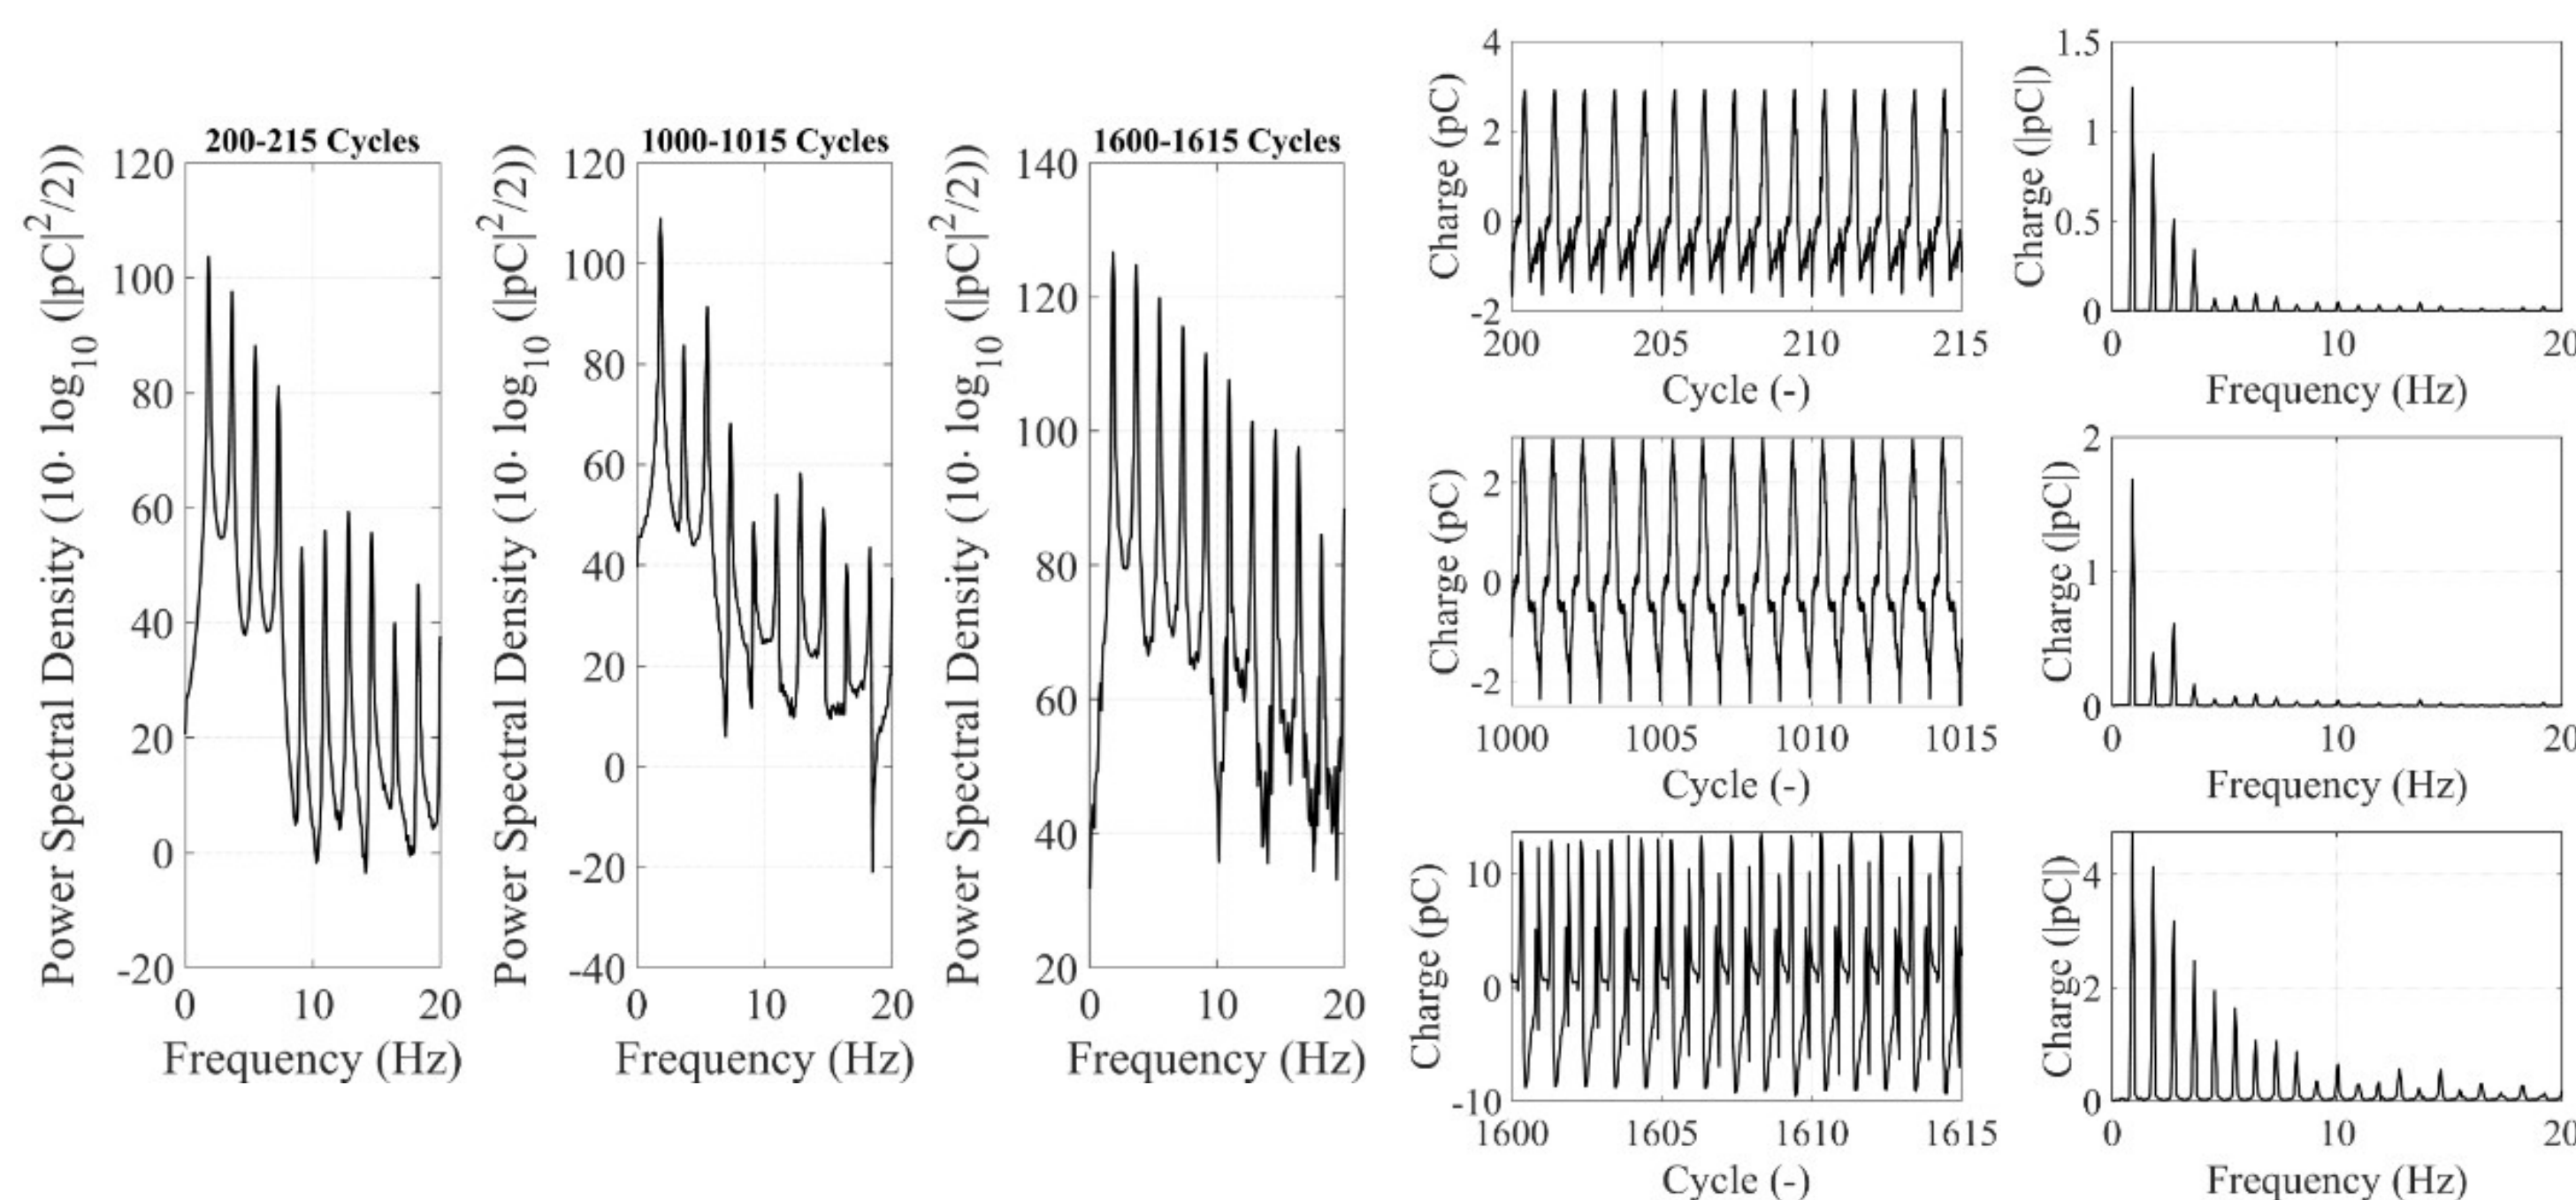 200-215 Cycles
Power Spectral Density (10· log10 (|pC|2/2))
120
100
80
60
40
20
0
-20
0 10 20
Frequency (Hz)
1000-1015 Cycles
Power Spectral Density (10· log10 (|pC|2/2))
120
100
80
60
40
20
0
-20
-40
0 10 20
Frequency (Hz)
1600-1615 Cycles
Power Spectral Density (10· log10 (|pC|2/2))
140
120
100
80
60
40
20
0 10 20
Frequency (Hz)
Charge (pC)
4
2
0
-2
200 205 210 215
Cycle (-)
Charge (|pC|)
1.5
1
0.5
0
0 10 20
Frequency (Hz)
Charge (pC)
2
0
-2
1000 1005 1010 1015
Cycle (-)
Charge (|pC|)
2
1
0
0 10 20
Frequency (Hz)
Charge (pC)
10
0
-10
1600 1605 1610 1615
Cycle (-)
Charge (|pC|)
4
2
0
0 10 20
Frequency (Hz)